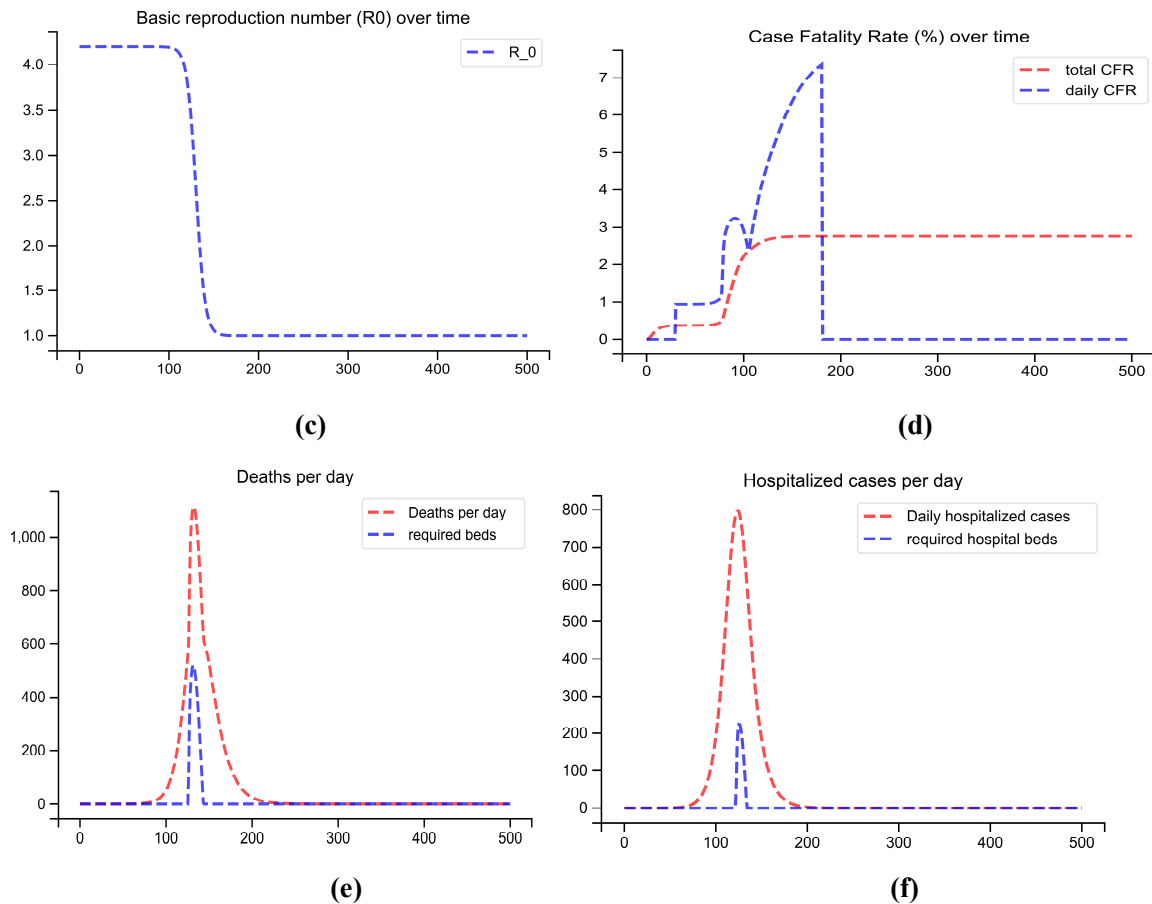 Basic reproduction number (R0) over time
R_0
4.0
3.5
3.0
2.5
2.0
1.5
1.0
0 100 200 300 400 500
(c)
Case Fatality Rate (%) over time
total CFR
daily CFR
7
6
5
4
3
2
1
0
0 100 200 300 400 500
(d)
Deaths per day
Deaths per day
required beds
1,000
800
600
400
200
0
0 100 200 300 400 500
(e)
Hospitalized cases per day
Daily hospitalized cases
required hospital beds
800
700
600
500
400
300
200
100
0
0 100 200 300 400 500
(f)